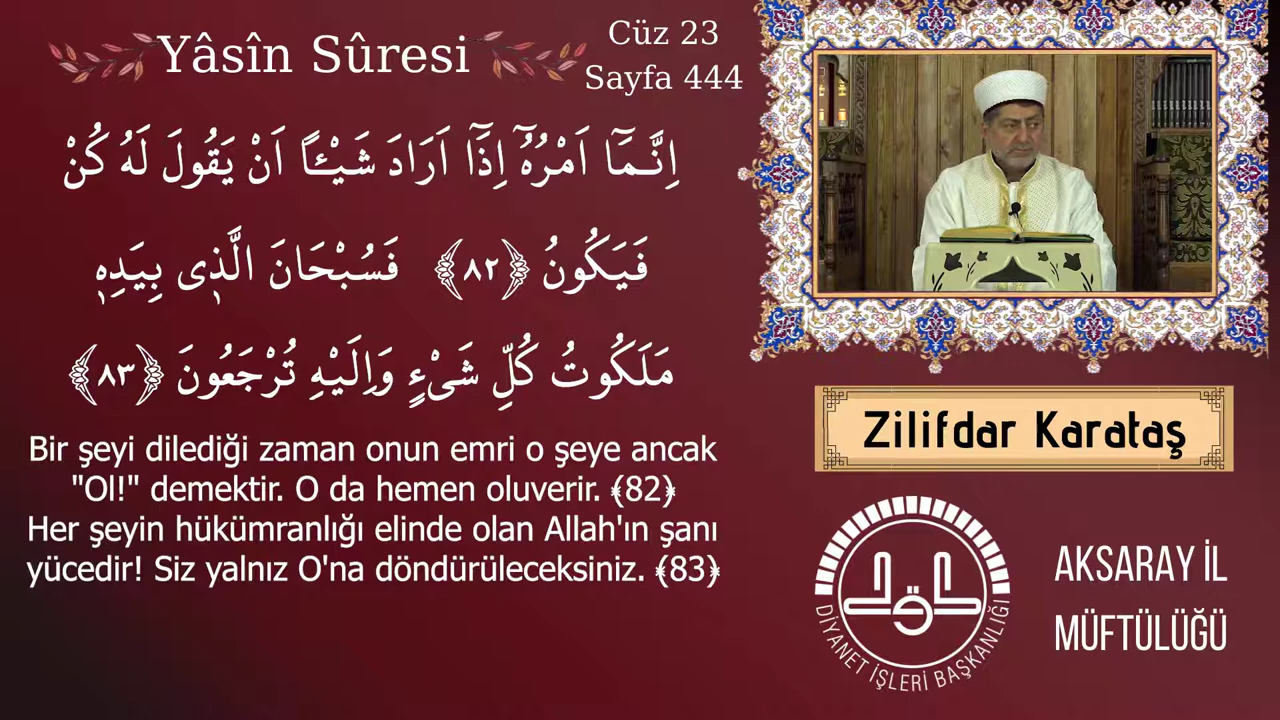 Yâsîn Sûresi
Cüz 23
Sayfa 444
اِنَّـمَٓا اَمْرُهُٓ اِذَٓا اَرَادَ شَيْـًٔا اَنْ يَقُولَ لَهُ كُنْ
فَيَكُونُ ﴿٨٢﴾ فَسُبْحَانَ الَّذٖى بِيَدِهٖ
مَلَكُوتُ كُلِّ شَىْءٍ وَاِلَيْهِ تُرْجَعُونَ ﴿٨٣﴾
Bir şeyi dilediği zaman onun emri o şeye ancak
"Ol!" demektir. O da hemen oluverir. ﴾82﴿
Her şeyin hükümranlığı elinde olan Allah'ın şanı
yücedir! Siz yalnız O'na döndürüleceksiniz. ﴾83﴿
Zilifdar Karataş
DİYANET İŞLERİ BAŞKANLIĞI
AKSARAY İL
MÜFTÜLÜĞÜ